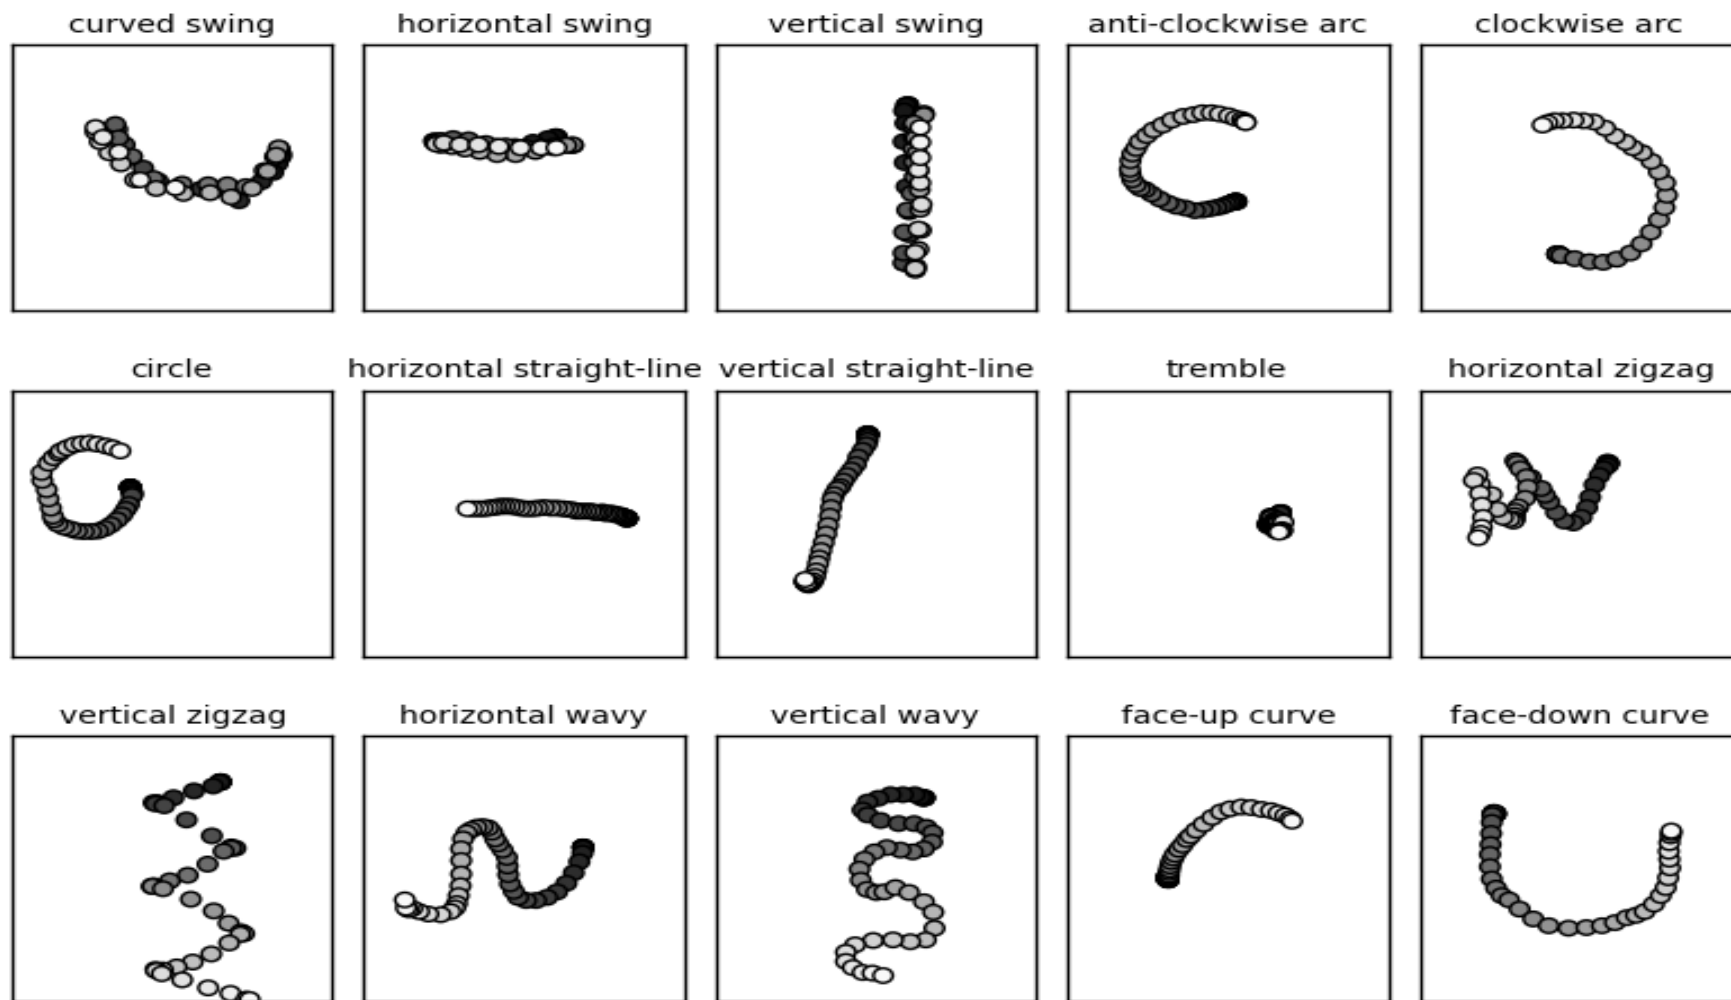 curved swing
horizontal swing
vertical swing
anti-clockwise arc
clockwise arc
circle
horizontal straight-line
vertical straight-line
tremble
horizontal zigzag
vertical zigzag
horizontal wavy
vertical wavy
face-up curve
face-down curve